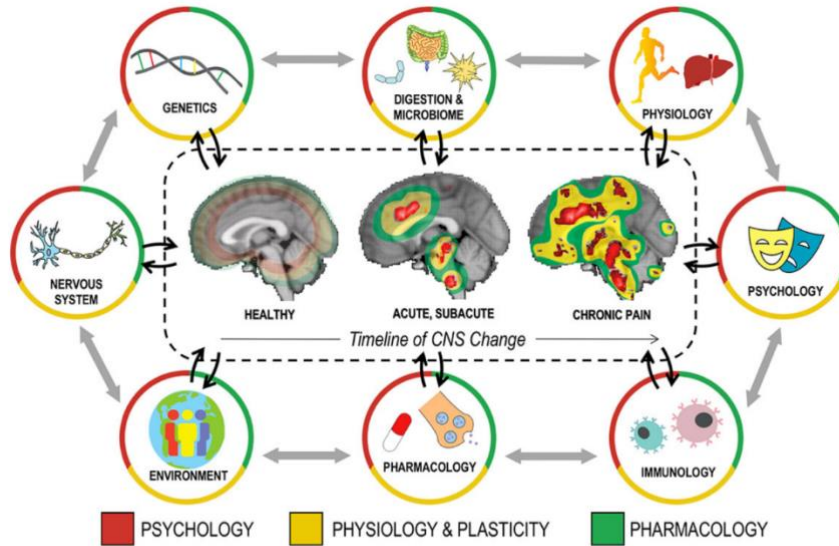 GENETICS
DIGESTION &
MICROBIOME
PHYSIOLOGY
NERVOUS
SYSTEM
PSYCHOLOGY
HEALTHY
ACUTE, SUBACUTE
CHRONIC PAIN
Timeline of CNS Change
ENVIRONMENT
PHARMACOLOGY
IMMUNOLOGY
PSYCHOLOGY
PHYSIOLOGY & PLASTICITY
PHARMACOLOGY